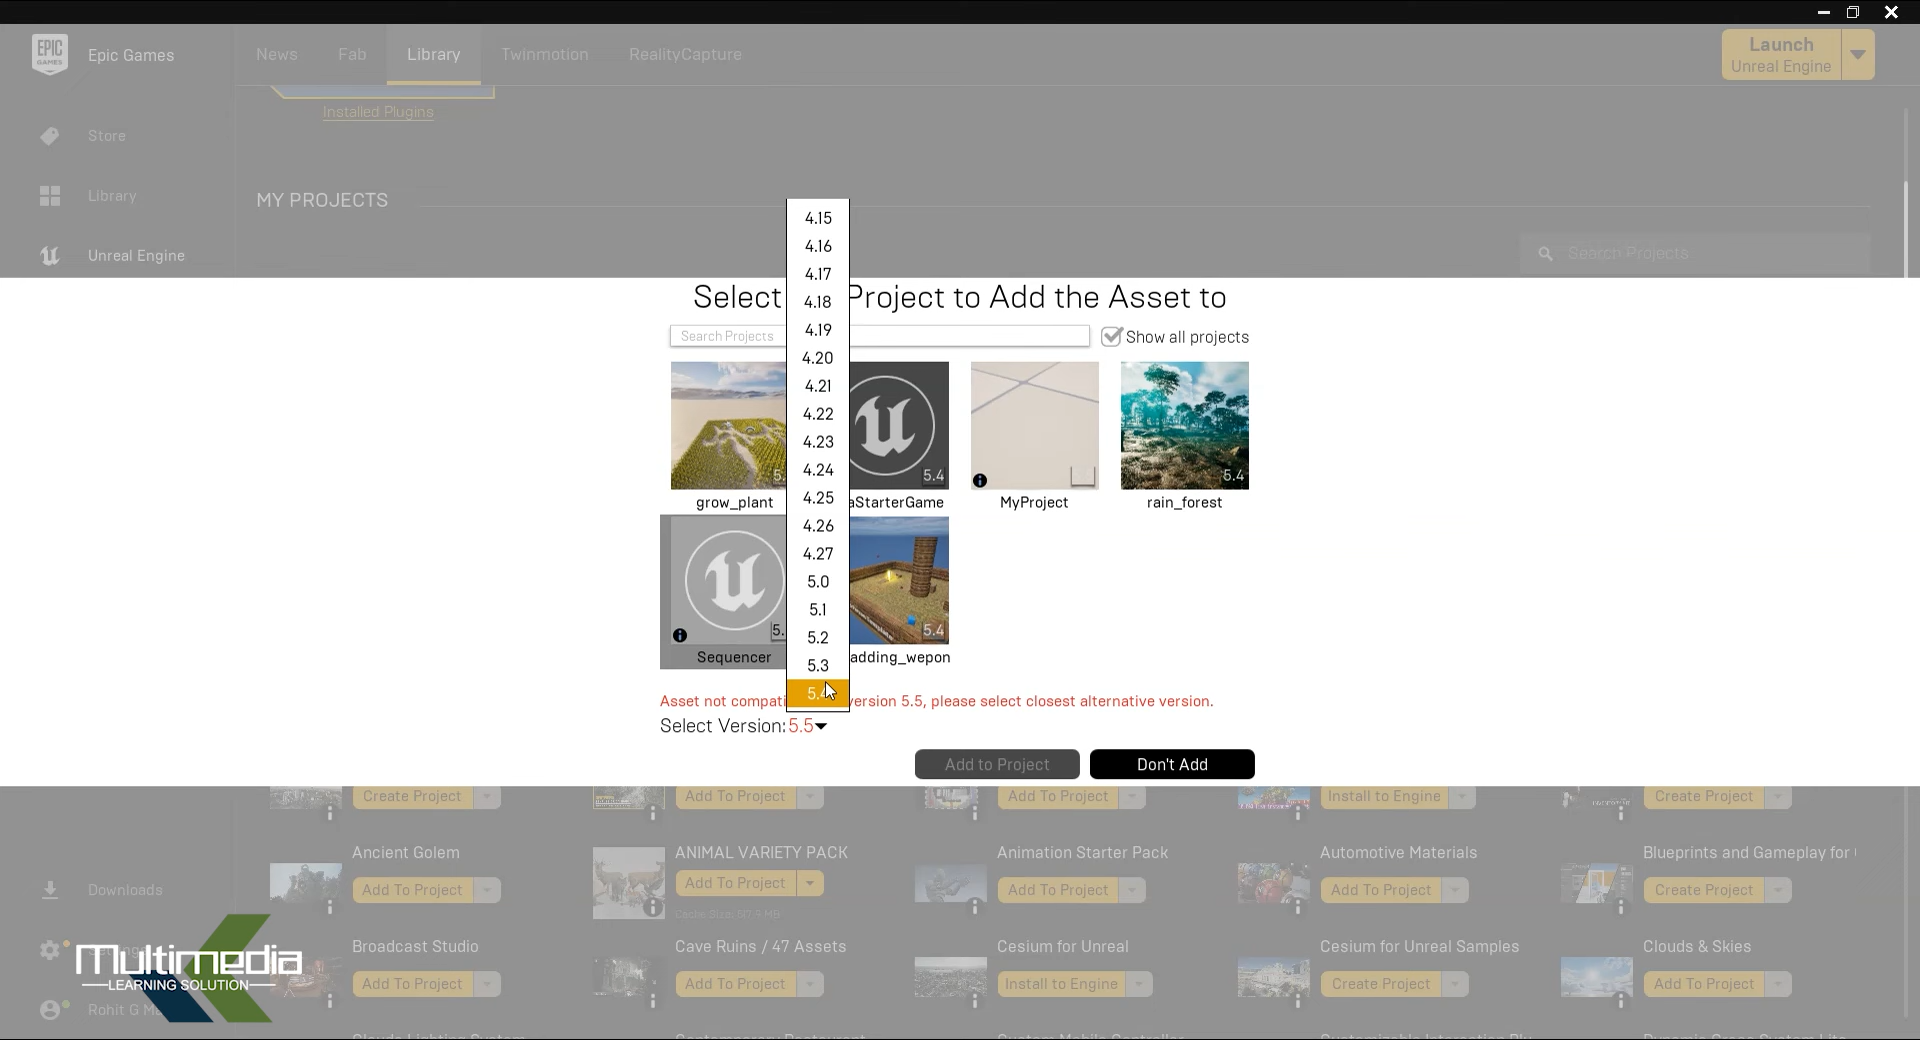 EPIC GAMES
Epic Games
News
Fab
Library
Twinmotion
RealityCapture
Launch
Unreal Engine
Installed Plugins
Store
Library
MY PROJECTS
Unreal Engine
Search Projects
4.15
4.16
4.17
4.18
4.19
4.20
4.21
4.22
4.23
4.24
4.25
4.26
4.27
5.0
5.1
5.2
5.3
Select Project to Add the Asset to
Search Projects
Show all projects
5.4
5.4
grow_plant
aStarterGame
MyProject
rain_forest
5.4
Sequencer
adding_wepon
Asset not compati version 5.5, please select closest alternative version.
Select Version: 5.5
Add to Project
Don't Add
Create Project
Add To Project
Add To Project
Install to Engine
Create Project
Ancient Golem
ANIMAL VARIETY PACK
Animation Starter Pack
Automotive Materials
Blueprints and Gameplay for
Add To Project
Add To Project
Add To Project
Add To Project
Create Project
Downloads
Broadcast Studio
Cave Ruins / 47 Assets
Cesium for Unreal
Cesium for Unreal Samples
Clouds & Skies
Add To Project
Add To Project
Install to Engine
Create Project
Add To Project
Multimedia
LEARNING SOLUTION
Rohit G